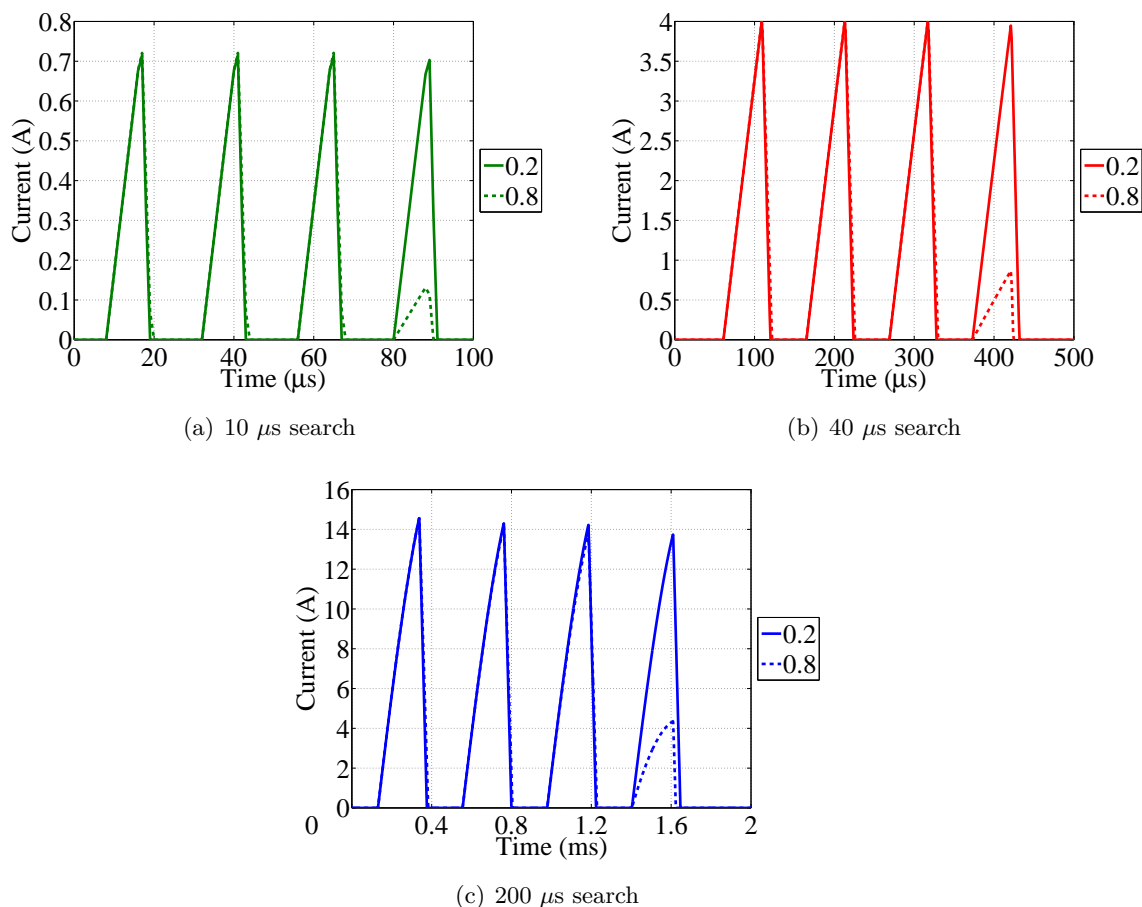 0.8
0.7
0.6
0.5
0.4
0.3
0.2
0.1
0
Current (A)
0 20 40 60 80 100
Time (μs)
0.2
0.8
(a) 10 μs search
4
3.5
3
2.5
2
1.5
1
0.5
0
Current (A)
0 100 200 300 400 500
Time (μs)
0.2
0.8
(b) 40 μs search
16
14
12
10
8
6
4
2
0
Current (A)
0 0.4 0.8 1.2 1.6 2
Time (ms)
0.2
0.8
(c) 200 μs search